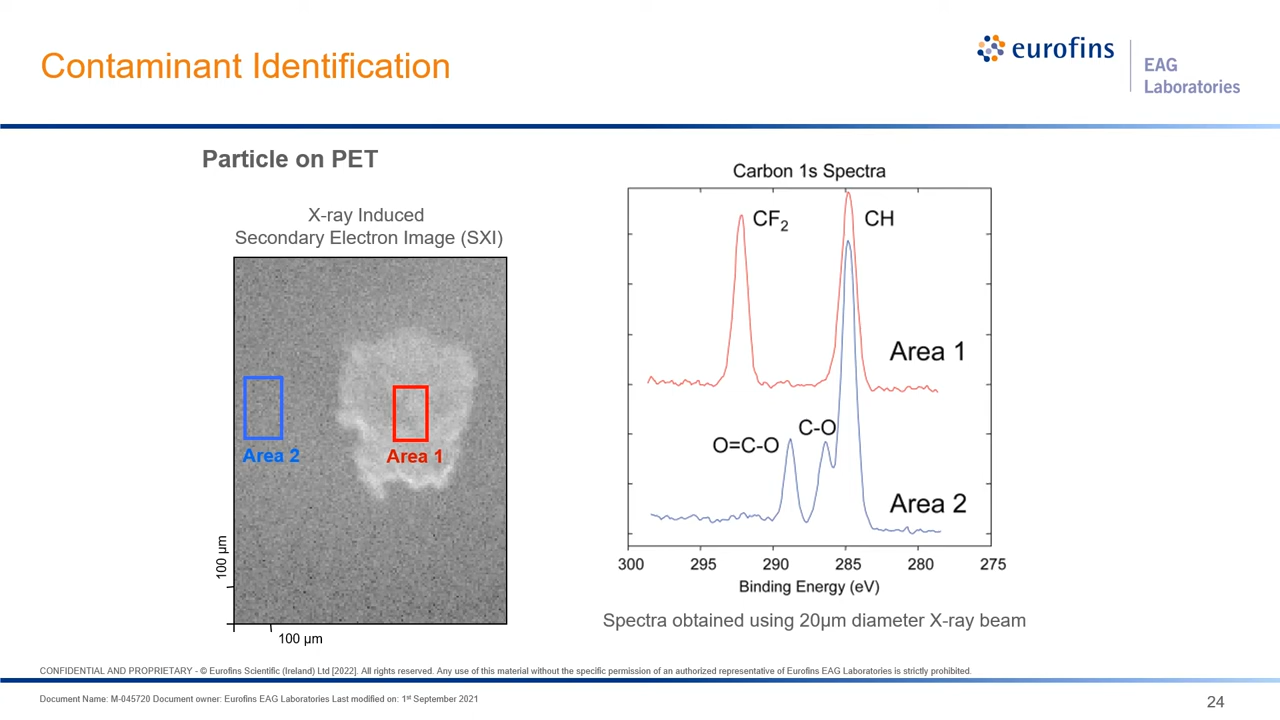 Contaminant Identification
eurofins
EAG
Laboratories
Particle on PET
X-ray Induced
Secondary Electron Image (SXI)
Area 2
Area 1
100 µm
100 µm
Carbon 1s Spectra
CF2
CH
Area 1
O=C-O
C-O
Area 2
300 295 290 285 280 275
Binding Energy (eV)
Spectra obtained using 20µm diameter X-ray beam
CONFIDENTIAL AND PROPRIETARY - © Eurofins Scientific (Ireland) Ltd [2022]. All rights reserved. Any use of this material without the specific permission of an authorized representative of Eurofins EAG Laboratories is strictly prohibited.
Document Name: M-045720 Document owner: Eurofins EAG Laboratories Last modified on: 1st September 2021
24